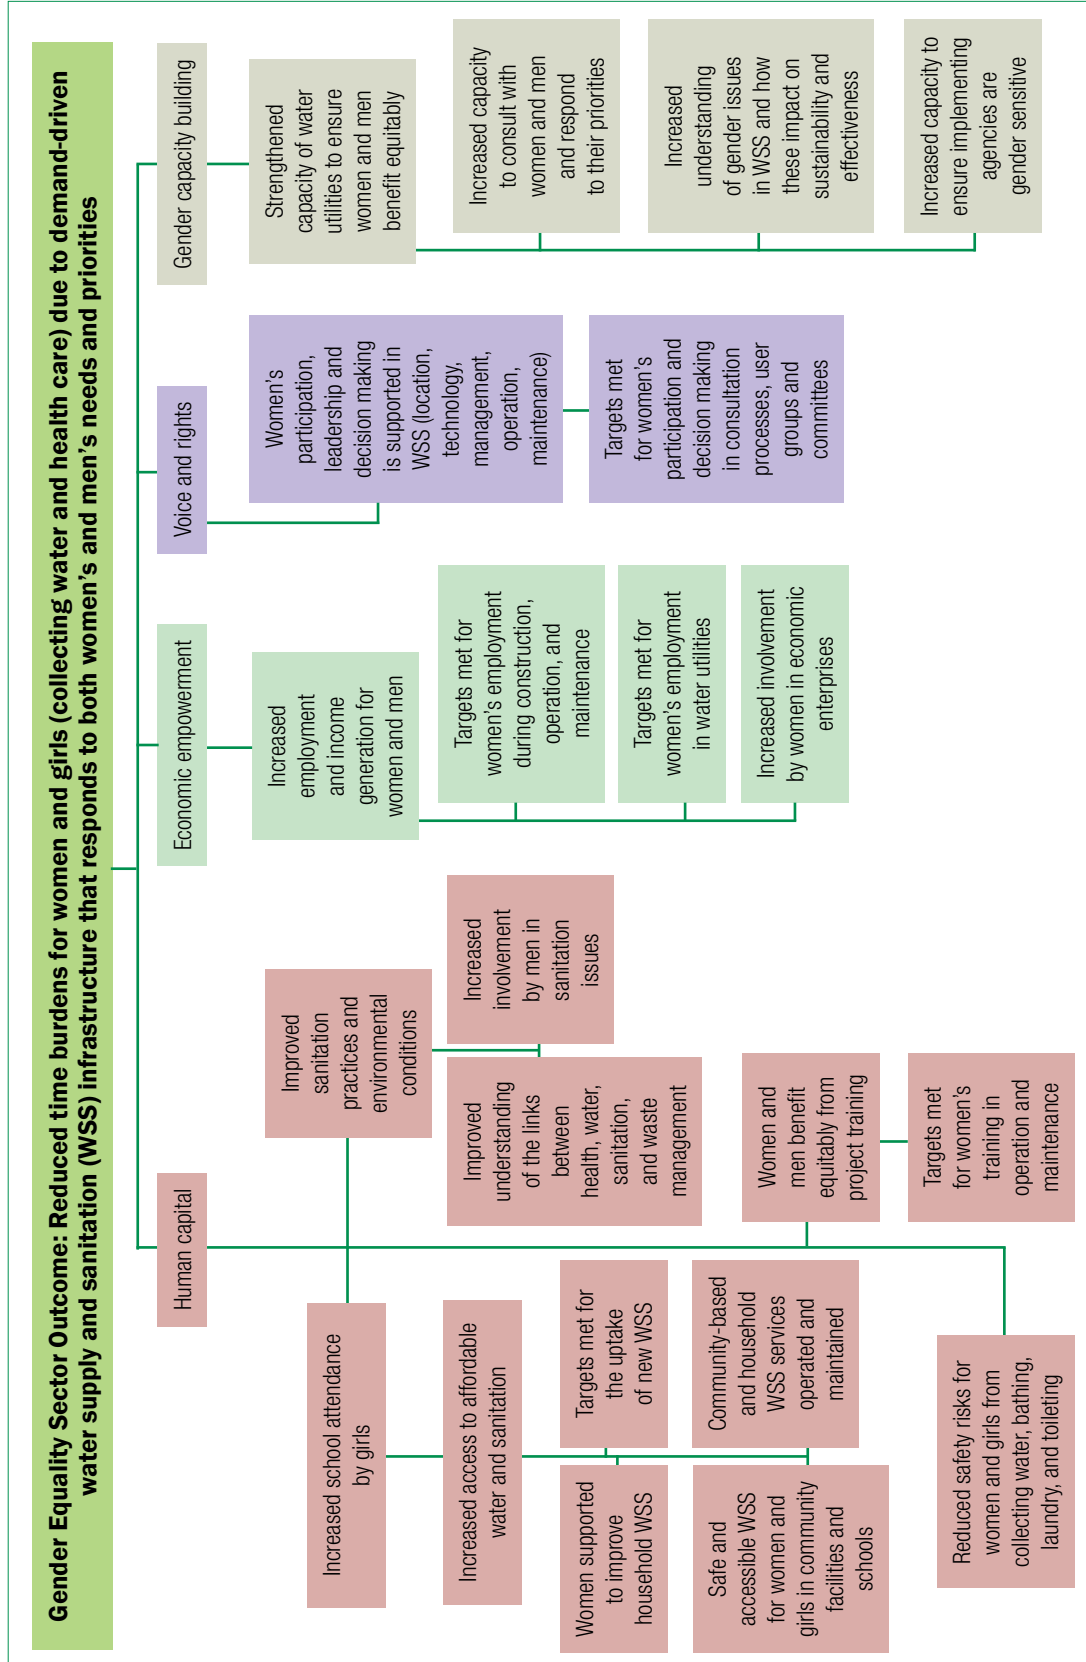 Gender Equality Sector Outcome: Reduced time burdens for women and girls (collecting water and health care) due to demand-driven
water supply and sanitation (WSS) infrastructure that responds to both women's and men's needs and priorities
Human capital
Increased school attendance
by girls
Increased access to affordable
water and sanitation
Women supported
to improve
household WSS
Targets met for
the uptake
of new WSS
Safe and
accessible WSS
for women and
girls in community
facilities and
schools
Community-based
and household
WSS services
operated and
maintained
Reduced safety risks for
women and girls from
collecting water, bathing,
laundry, and toileting
Improved
sanitation
practices and
environmental
conditions
Improved
understanding
of the links
between
health, water,
sanitation,
and waste
management
Increased
involvement
by men in
sanitation
issues
Women and
men benefit
equitably from
project training
Targets met
for women's
training in
operation and
maintenance
Economic empowerment
Increased
employment
and income
generation for
women and men
Targets met for
women's employment
during construction,
operation, and
maintenance
Targets met for
women's employment
in water utilities
Increased involvement
by women in economic
enterprises
Voice and rights
Women's
participation,
leadership and
decision making
is supported in
WSS (location,
technology,
management,
operation,
maintenance)
Targets met
for women's
participation and
decision making
in consultation
processes, user
groups and
committees
Gender capacity building
Strengthened
capacity of water
utilities to ensure
women and men
benefit equitably
Increased capacity
to consult with
women and men
and respond
to their priorities
Increased
understanding
of gender issues
in WSS and how
these impact on
sustainability and
effectiveness
Increased capacity to
ensure implementing
agencies are
gender sensitive